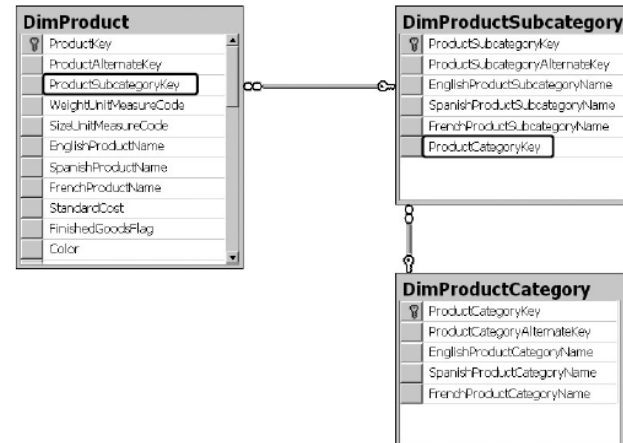 DimProduct
ProductKey
ProductAlternateKey
ProductSubcategoryKey
WeightUnitMeasureCode
SizeUnitMeasureCode
EnglishProductName
SpanishProductName
FrenchProductName
StandardCost
FinishedGoodsFlag
Color
DimProductSubcategory
ProductSubcategoryKey
ProductSubcategoryAlternateKey
EnglishProductSubcategoryName
SpanishProductSubcategoryName
FrenchProductSubcategoryName
ProductCategoryKey
DimProductCategory
ProductCategoryKey
ProductCategoryAlternateKey
EnglishProductCategoryName
SpanishProductCategoryName
FrenchProductCategoryName